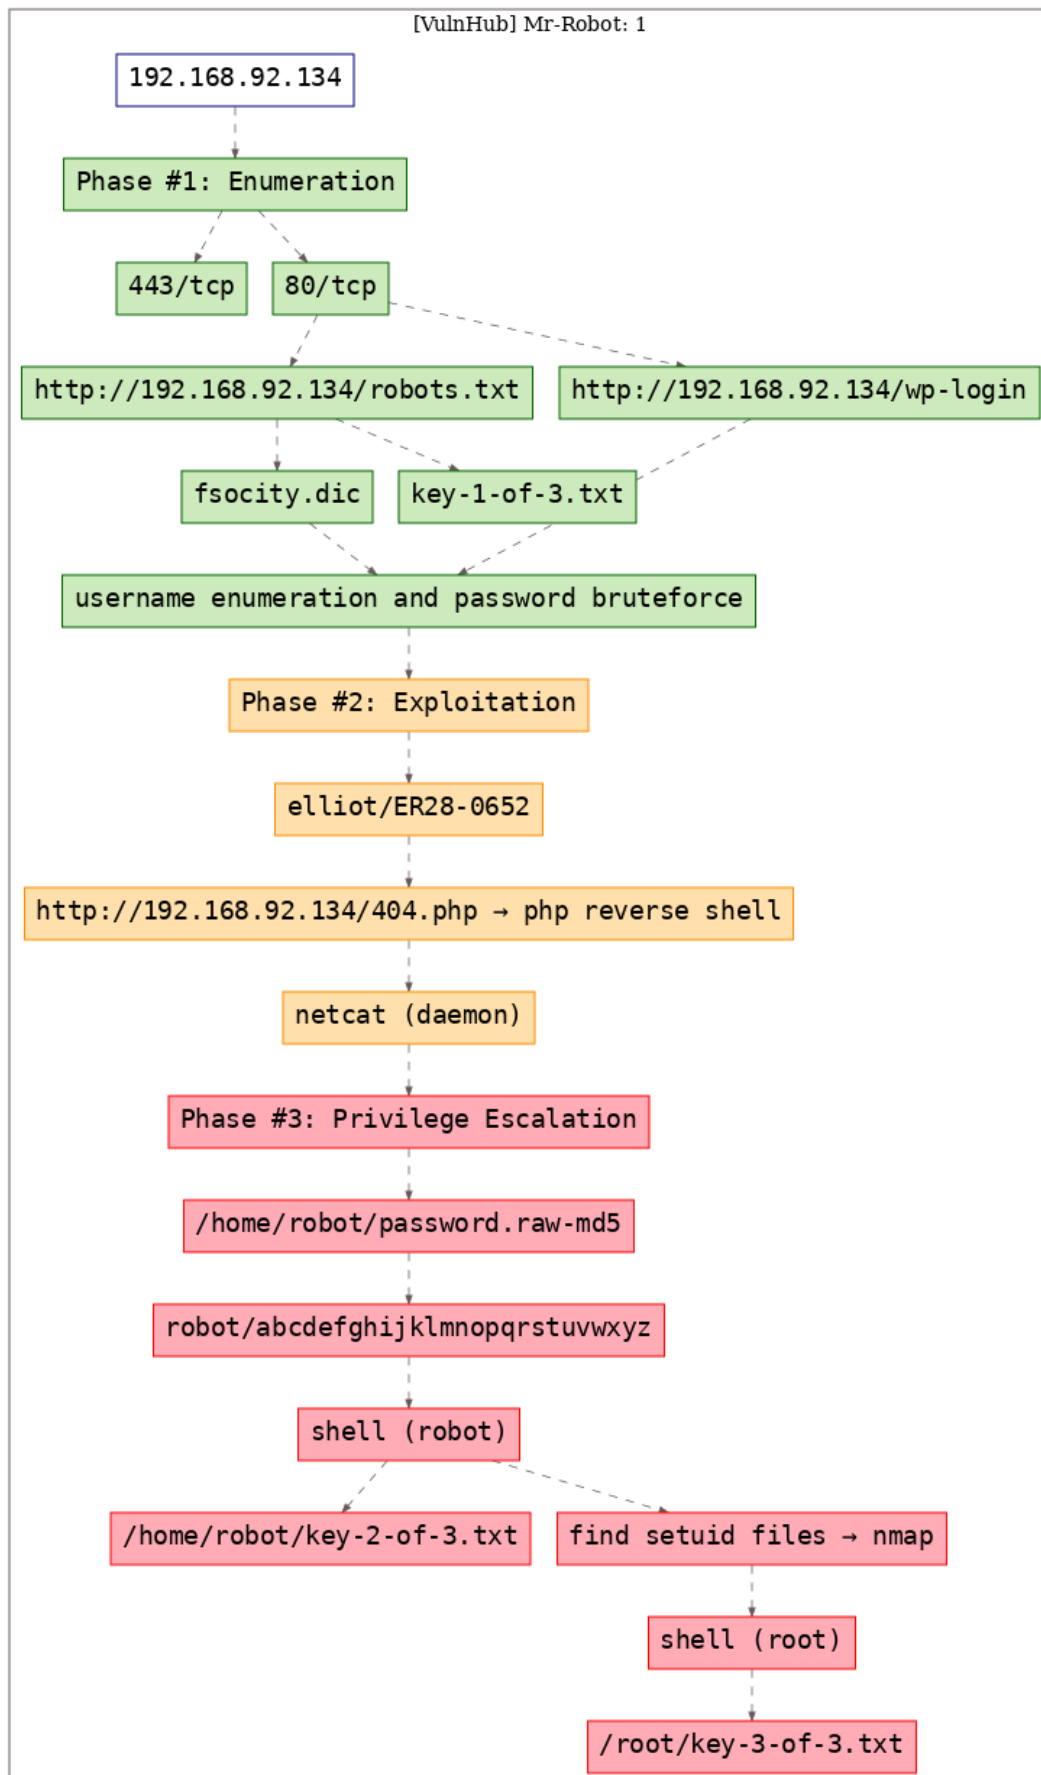 [VulnHub] Mr-Robot: 1
192.168.92.134
Phase #1: Enumeration
443/tcp
80/tcp
http://192.168.92.134/robots.txt
http://192.168.92.134/wp-login
fsocity.dic
key-1-of-3.txt
username enumeration and password bruteforce
Phase #2: Exploitation
elliot/ER28-0652
http://192.168.92.134/404.php → php reverse shell
netcat (daemon)
Phase #3: Privilege Escalation
/home/robot/password.raw-md5
robot/abcdefghijklmnopqrstuvwxyz
shell (robot)
/home/robot/key-2-of-3.txt
find setuid files → nmap
shell (root)
/root/key-3-of-3.txt